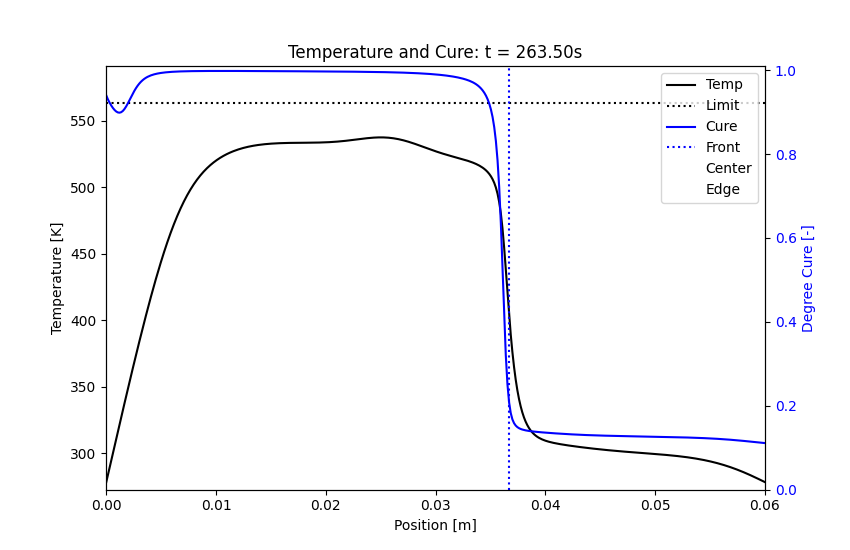 Temperature and Cure: t = 263.50s
Temperature [K]
550
500
450
400
350
300
0.00
0.01
0.02
0.03
0.04
0.05
0.06
Position [m]
1.0
0.8
0.6
0.4
0.2
0.0
Degree Cure [-]
Temp
Limit
Cure
Front
Center
Edge